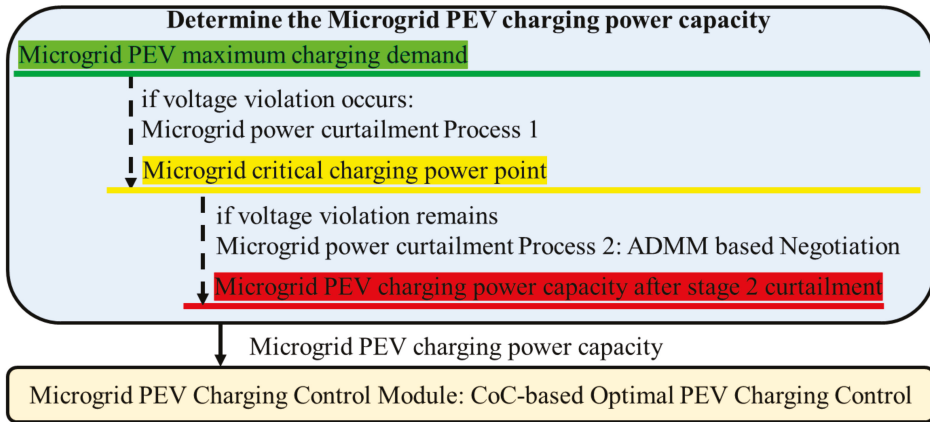 Determine the Microgrid PEV charging power capacity
Microgrid PEV maximum charging demand
if voltage violation occurs:
Microgrid power curtailment Process 1
Microgrid critical charging power point
if voltage violation remains
Microgrid power curtailment Process 2: ADMM based Negotiation
Microgrid PEV charging power capacity after stage 2 curtailment
Microgrid PEV charging power capacity
Microgrid PEV Charging Control Module: CoC-based Optimal PEV Charging Control